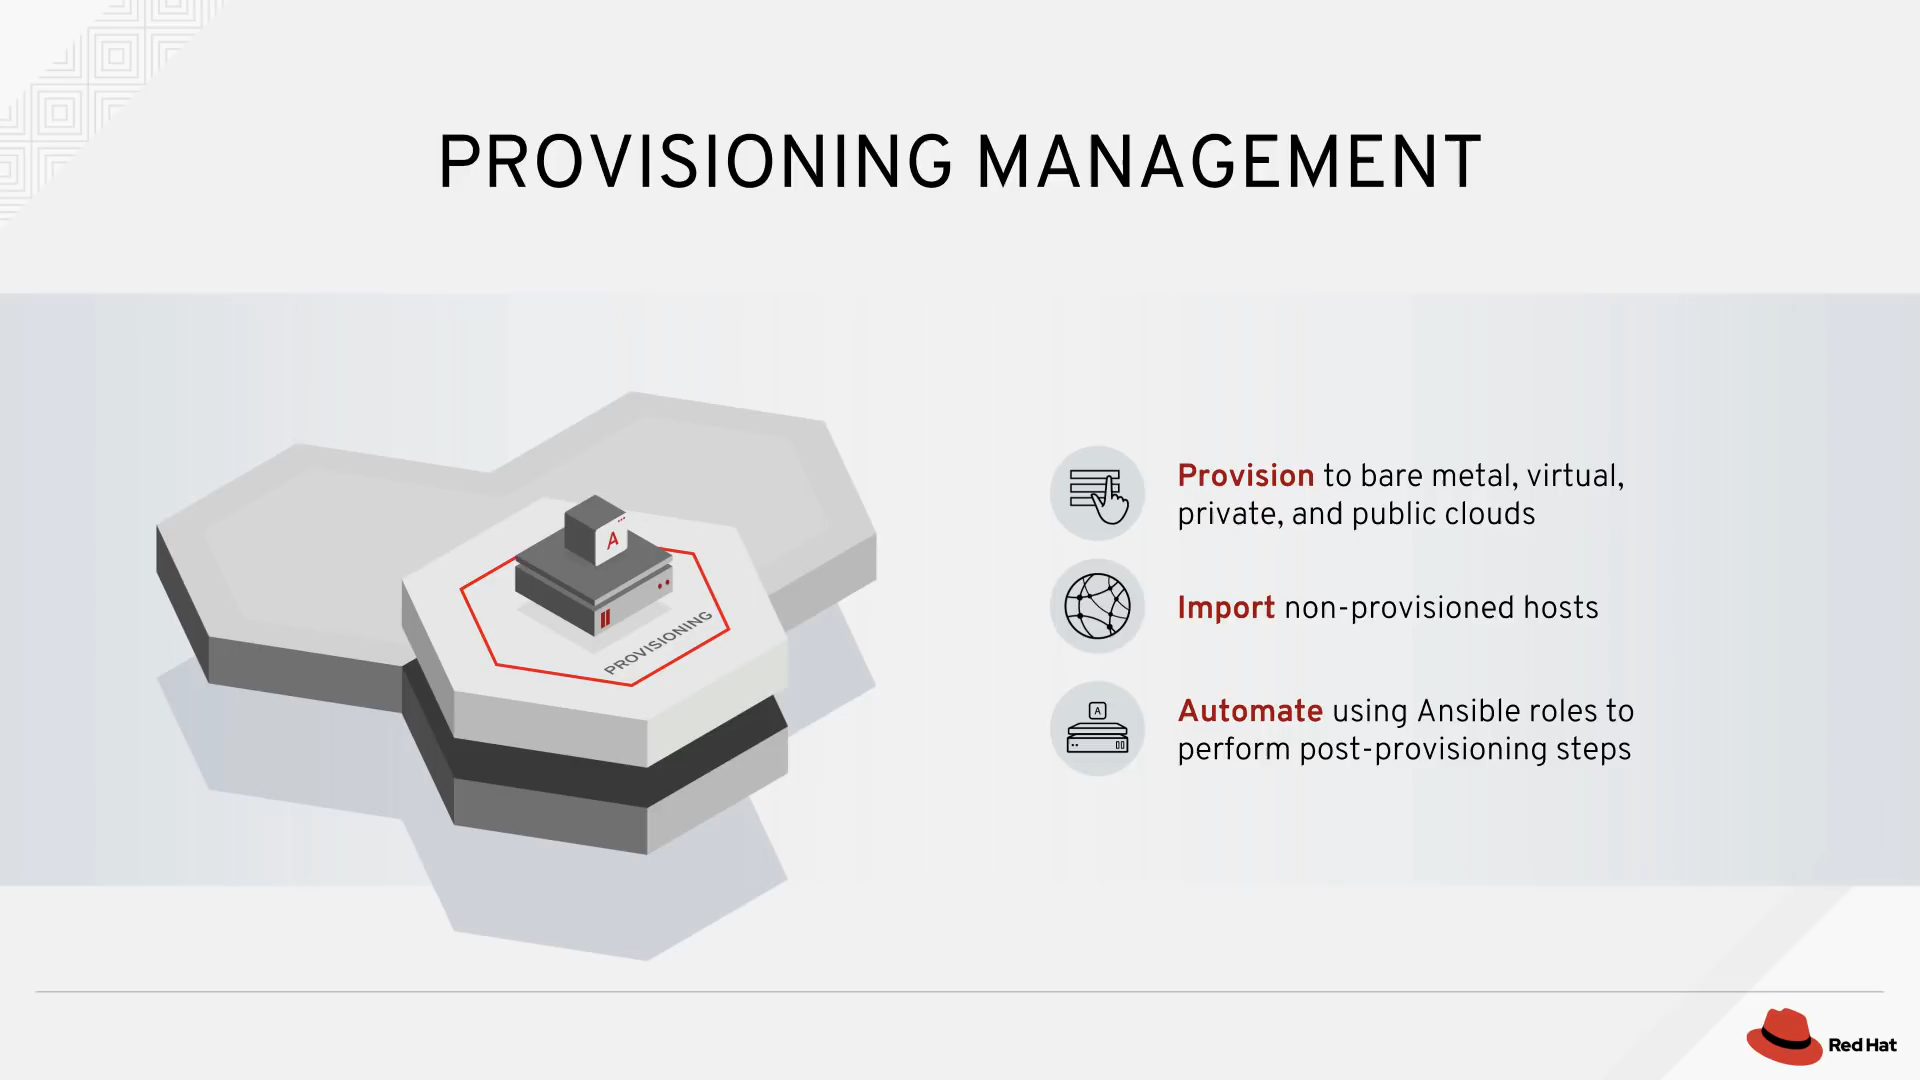 PROVISIONING MANAGEMENT
A
PROVISIONING
Provision to bare metal, virtual,
private, and public clouds
Import non-provisioned hosts
A
Automate using Ansible roles to
perform post-provisioning steps
Red Hat